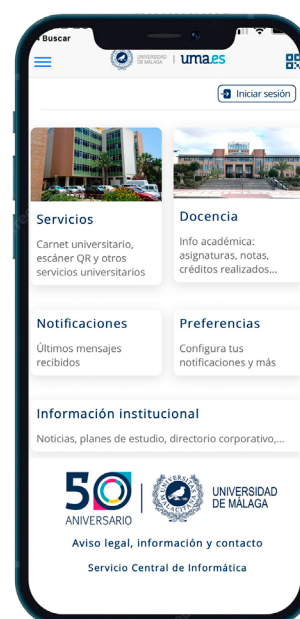 Buscar
UNIVERSIDAD
DE MÁLAGA
uma.es
Iniciar sesión
Servicios
Carnet universitario,
escáner QR y otros
servicios universitarios
Docencia
Info académica:
asignaturas, notas,
créditos realizados...
Notificaciones
Últimos mensajes
recibidos
Preferencias
Configura tus
notificaciones y más
Información institucional
Noticias, planes de estudio, directorio corporativo,...
50
ANIVERSARIO
UNIVERSIDAD
DE MÁLAGA
Aviso legal, información y contacto
Servicio Central de Informática